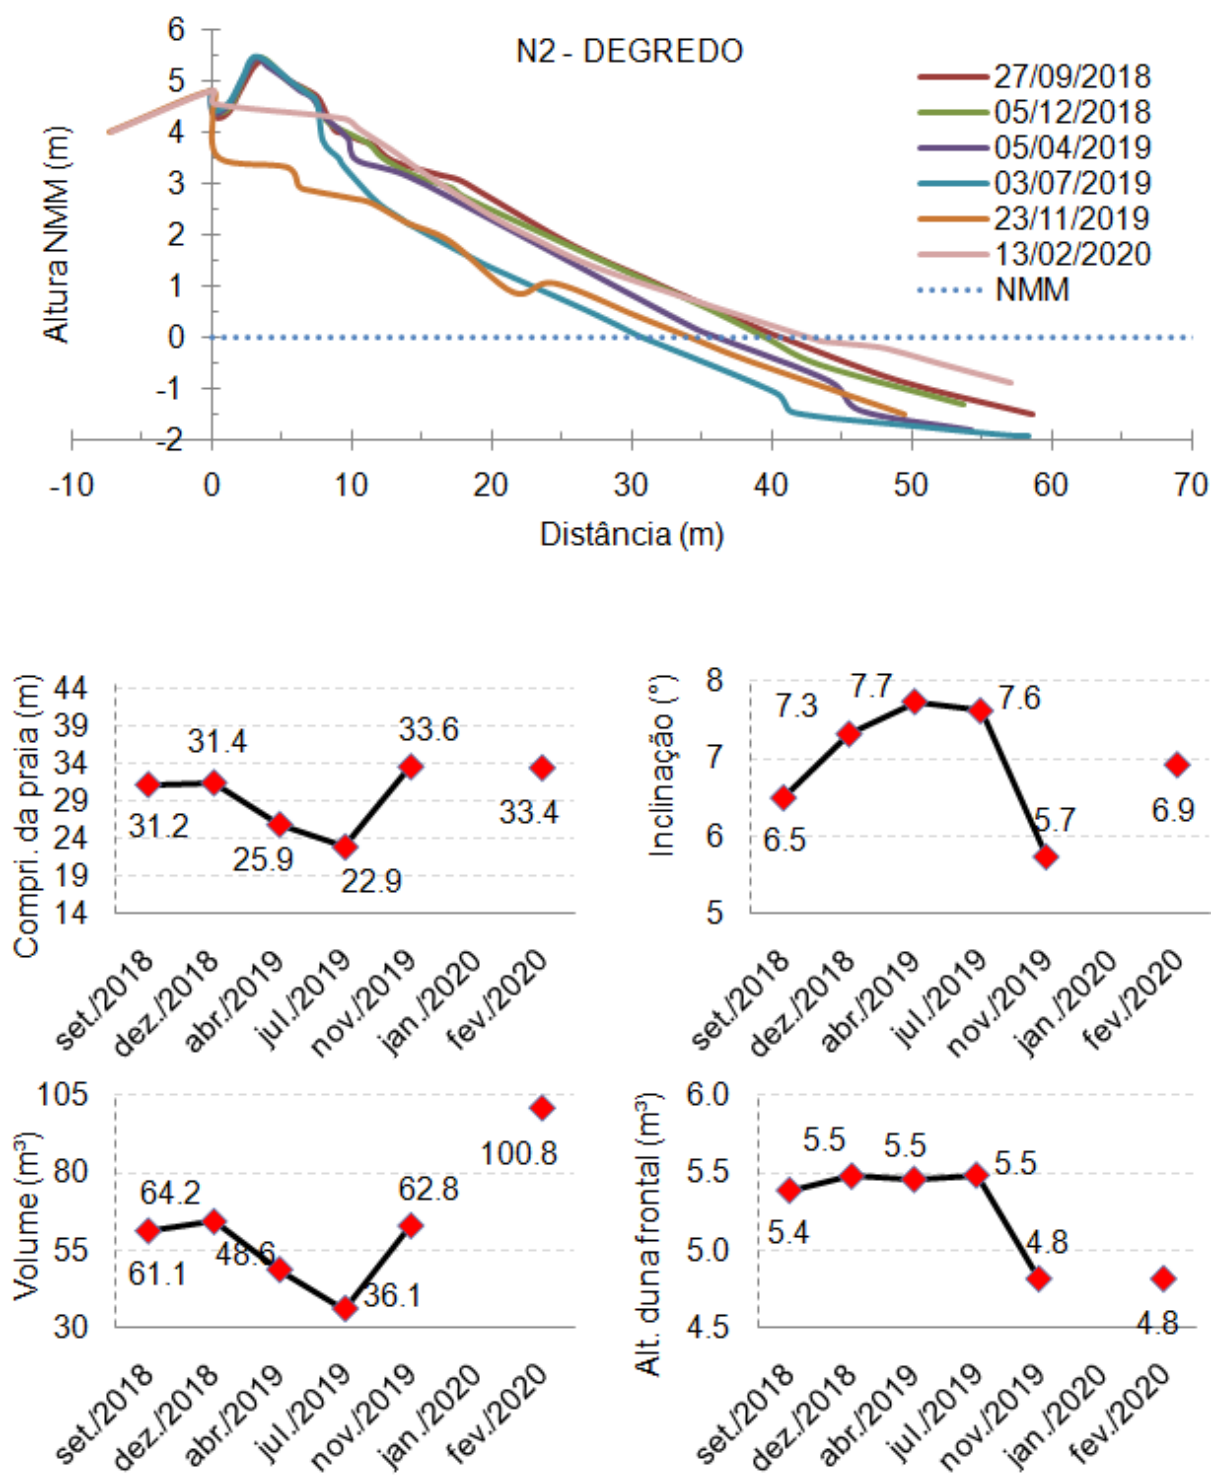 N2 - DEGREDO
Altura NMM (m)
6
5
4
3
2
1
0
-1
-2
-10 0 10 20 30 40 50 60 70
Distância (m)
27/09/2018
05/12/2018
05/04/2019
03/07/2019
23/11/2019
13/02/2020
NMM
Compri. da praia (m)
44
39
34
29
24
19
14
31.2
31.4
25.9
22.9
33.6
33.4
set./2018
dez./2018
abr./2019
jul./2019
nov./2019
jan./2020
fev./2020
Inclinação (°)
8
7
6
5
6.5
7.3
7.7
7.6
5.7
6.9
set./2018
dez./2018
abr./2019
jul./2019
nov./2019
jan./2020
fev./2020
Volume (m³)
105
80
55
30
61.1
64.2
48.6
36.1
62.8
100.8
set./2018
dez./2018
abr./2019
jul./2019
nov./2019
jan./2020
fev./2020
Alt. duna frontal (m³)
6.0
5.5
5.0
4.5
5.4
5.5
5.5
5.5
4.8
4.8
set./2018
dez./2018
abr./2019
jul./2019
nov./2019
jan./2020
fev./2020